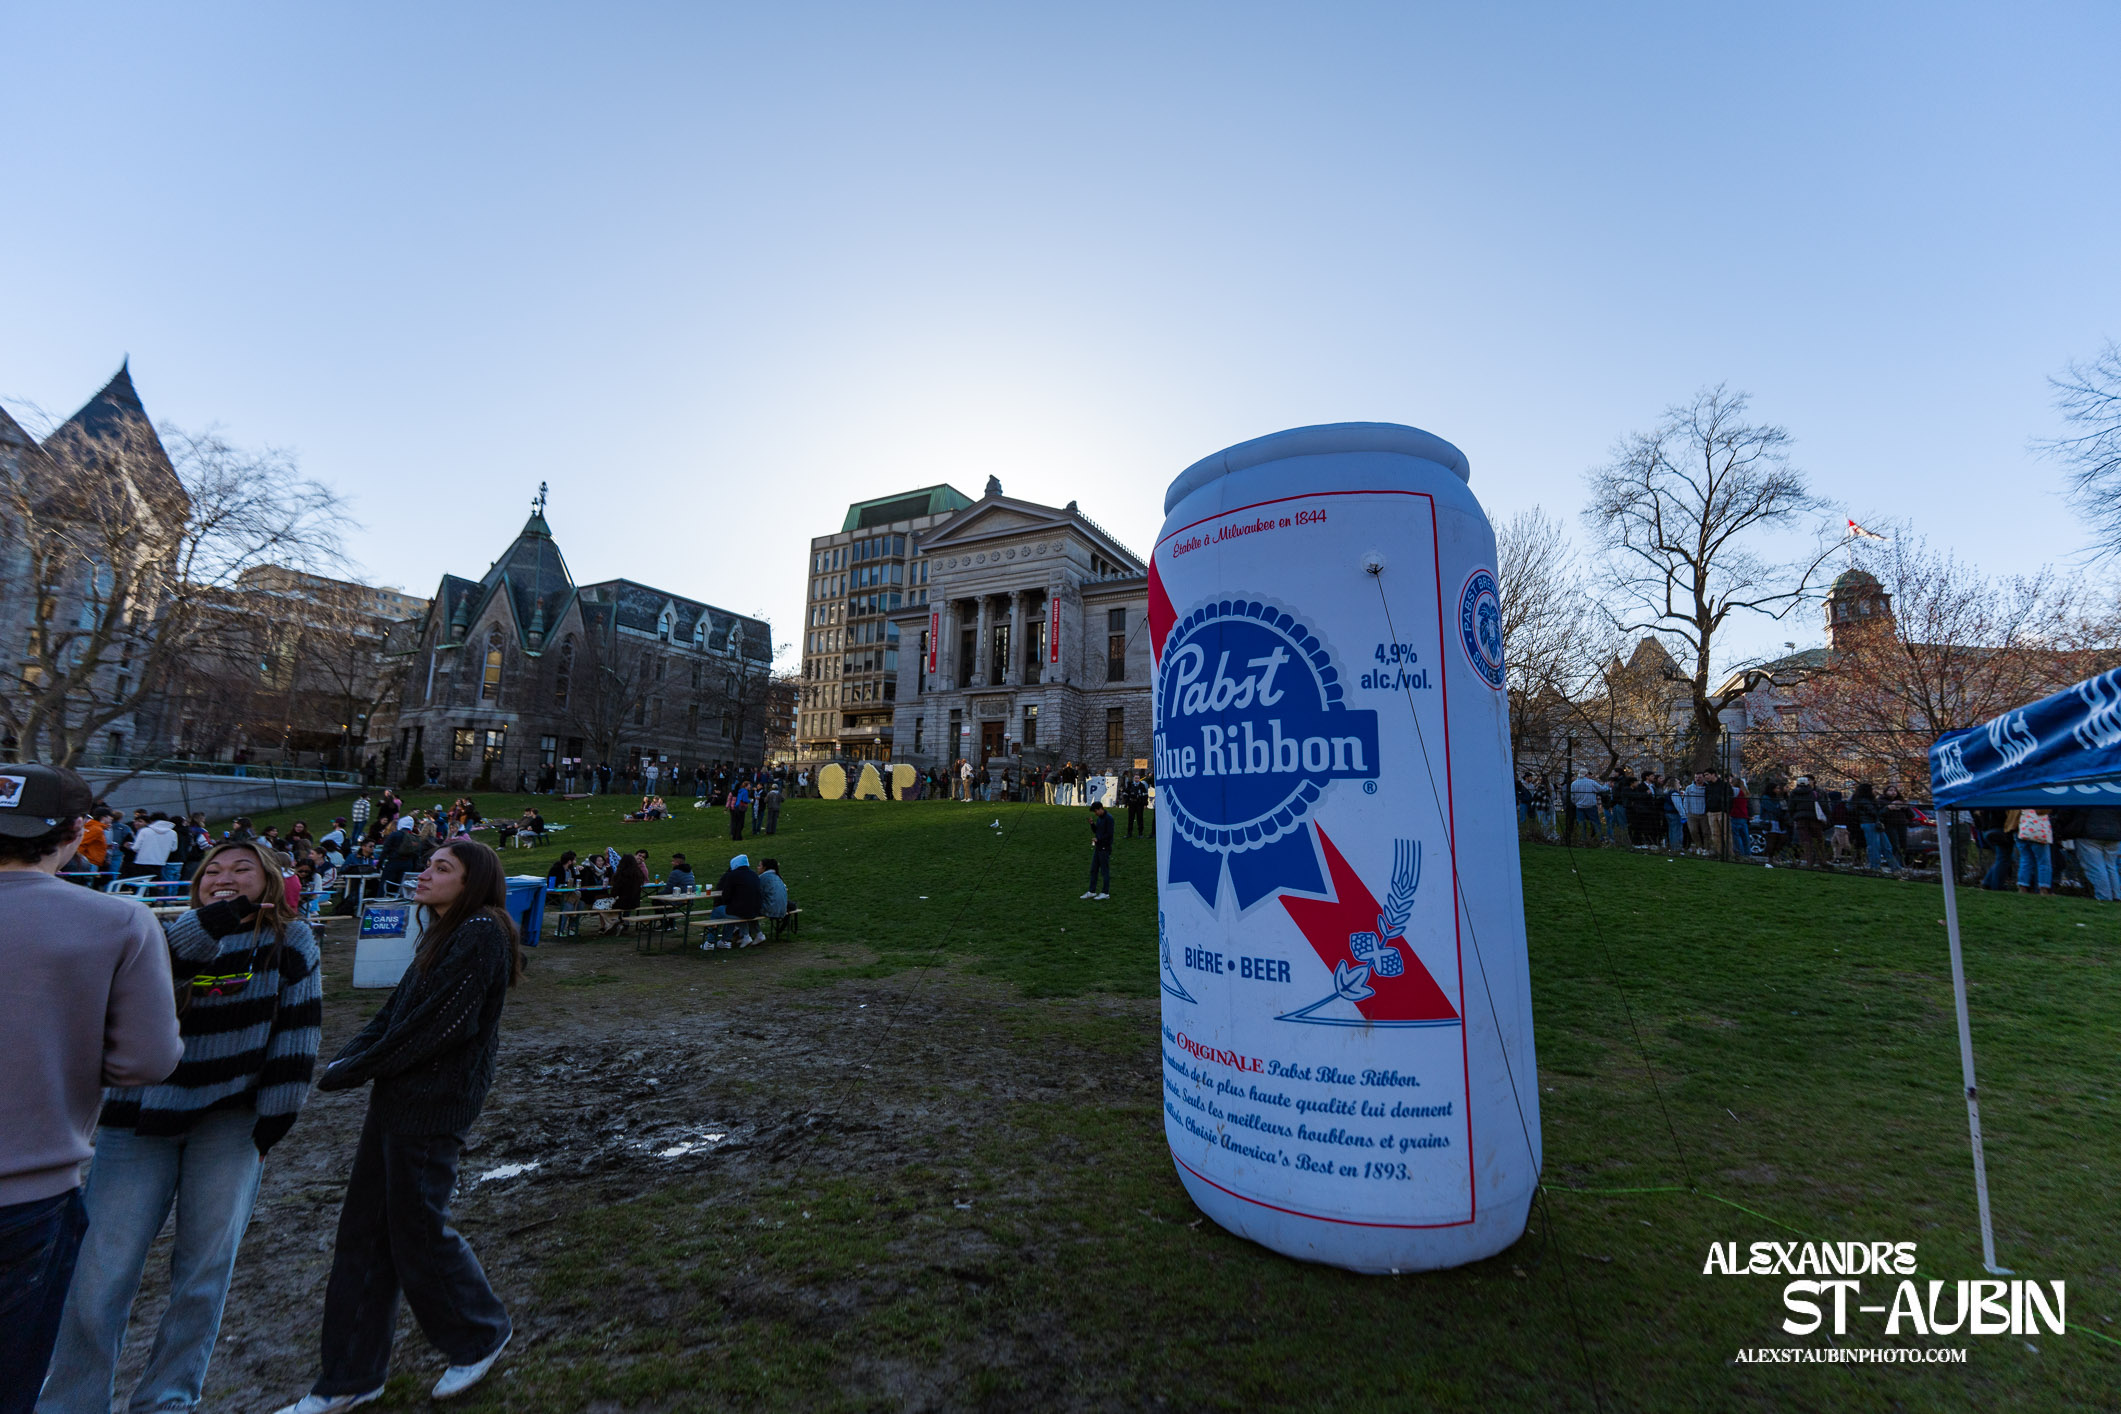 Établie à Milwaukee en 1844
Pabst
Blue Ribbon
®
4,9%
alc./vol.
PABST
SINCE
BIÈRE • BEER
ORIGINALE Pabst Blue Ribbon.
de la plus haute qualité lui donnent
Seuls les meilleurs houblons et grains
Choisie America's Best en 1893.
OAP
CANS
ONLY
ALEXANDRE
ST-AUBIN
ALEXSTAUBINPHOTO.COM